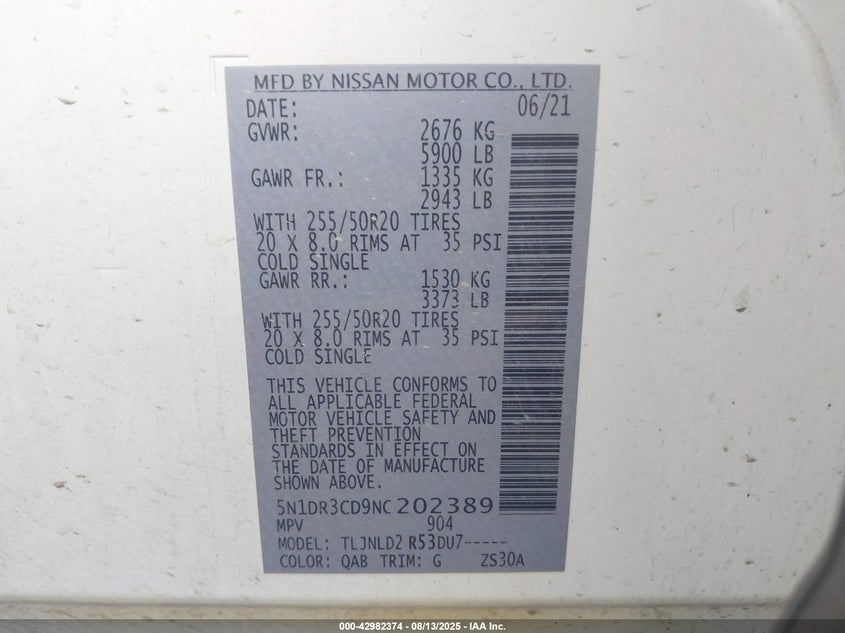 MFD BY NISSAN MOTOR CO., LTD.
DATE: 06/21
GVWR: 2676 KG
5900 LB
GAWR FR.: 1335 KG
2943 LB
WITH 255/50R20 TIRES
20 X 8.0 RIMS AT 35 PSI
COLD SINGLE
GAWR RR.: 1530 KG
3373 LB
WITH 255/50R20 TIRES
20 X 8.0 RIMS AT 35 PSI
COLD SINGLE
THIS VEHICLE CONFORMS TO
ALL APPLICABLE FEDERAL
MOTOR VEHICLE SAFETY AND
THEFT PREVENTION
STANDARDS IN EFFECT ON
THE DATE OF MANUFACTURE
SHOWN ABOVE.
5N1DR3CD9NC202389
MPV 904
MODEL: TLJNLD2 R53DU7-----
COLOR: QAB TRIM: G ZS30A
000-42982374 - 08/13/2025 - IAA Inc.